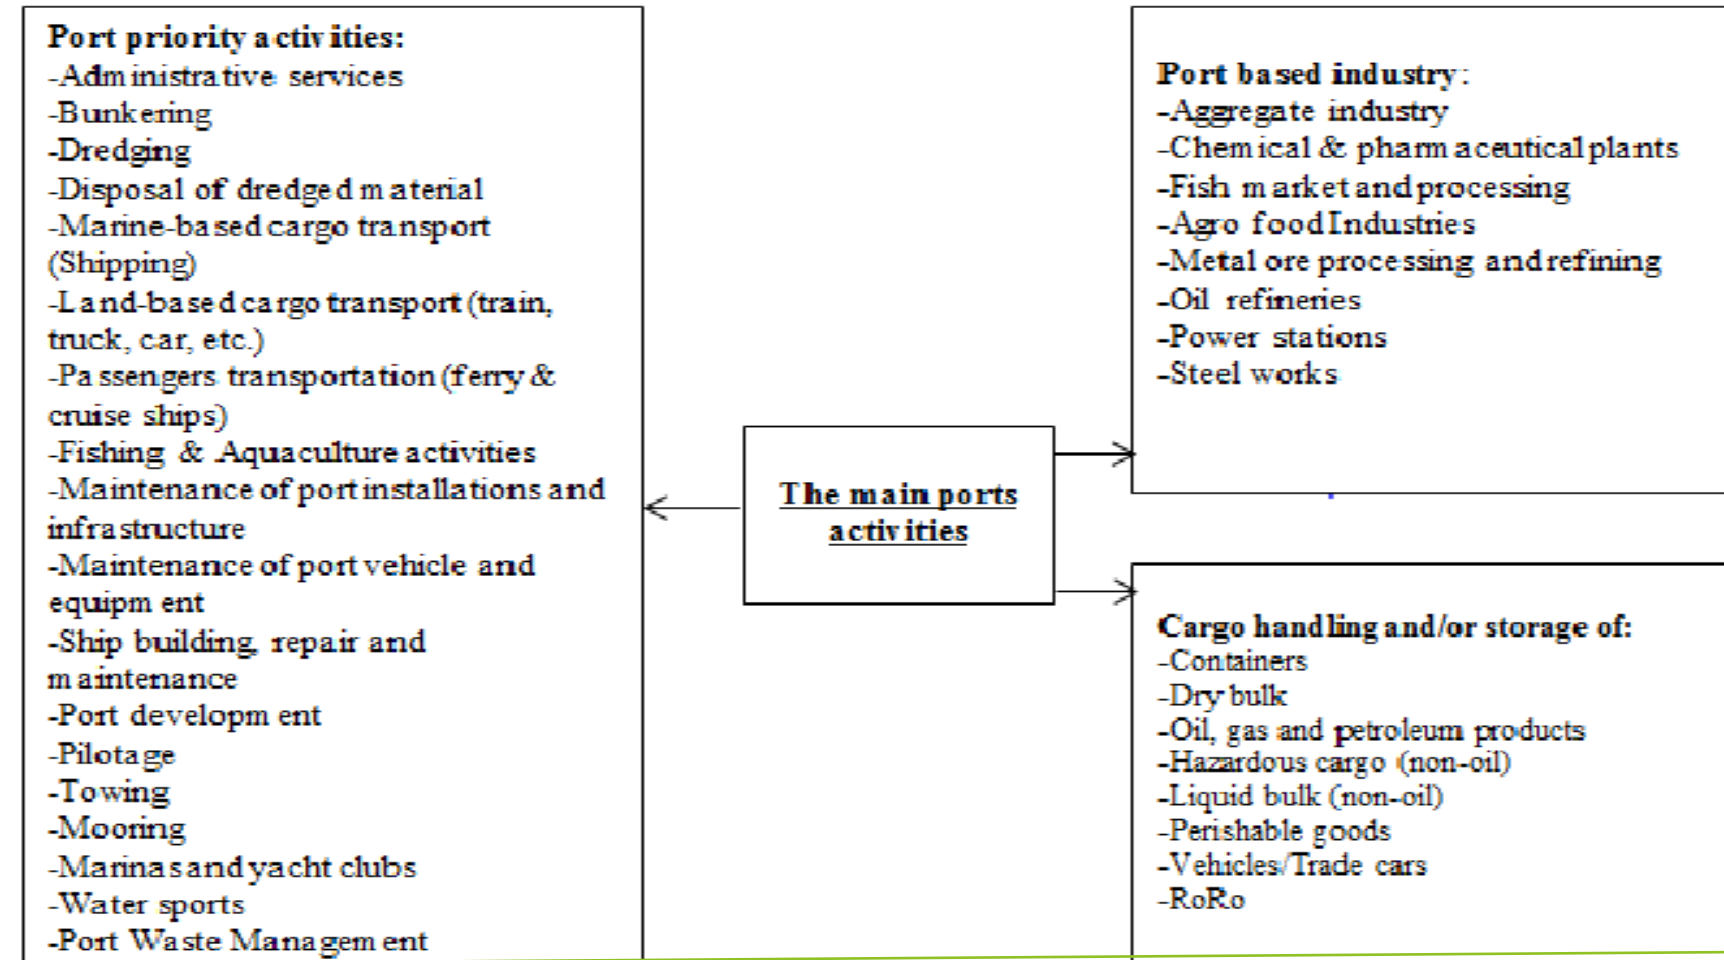 Port priority activities:
-Administrative services
-Bunkering
-Dredging
-Disposal of dredged material
-Marine-based cargo transport
(Shipping)
-Land-based cargo transport (train,
truck, car, etc.)
-Passengers transportation (ferry &
cruise ships)
-Fishing & Aquaculture activities
-Maintenance of port installations and
infrastructure
-Maintenance of port vehicle and
equipment
-Ship building, repair and
maintenance
-Port development
-Pilotage
-Towing
-Mooring
-Marinas and yacht clubs
-Water sports
-Port Waste Management
The main ports
activities
Port based industry:
-Aggregate industry
-Chemical & pharmaceutical plants
-Fish market and processing
-Agro food Industries
-Metal ore processing and refining
-Oil refineries
-Power stations
-Steel works
Cargo handling and/or storage of:
-Containers
-Dry bulk
-Oil, gas and petroleum products
-Hazardous cargo (non-oil)
-Liquid bulk (non-oil)
-Perishable goods
-Vehicles/Trade cars
-RoRo